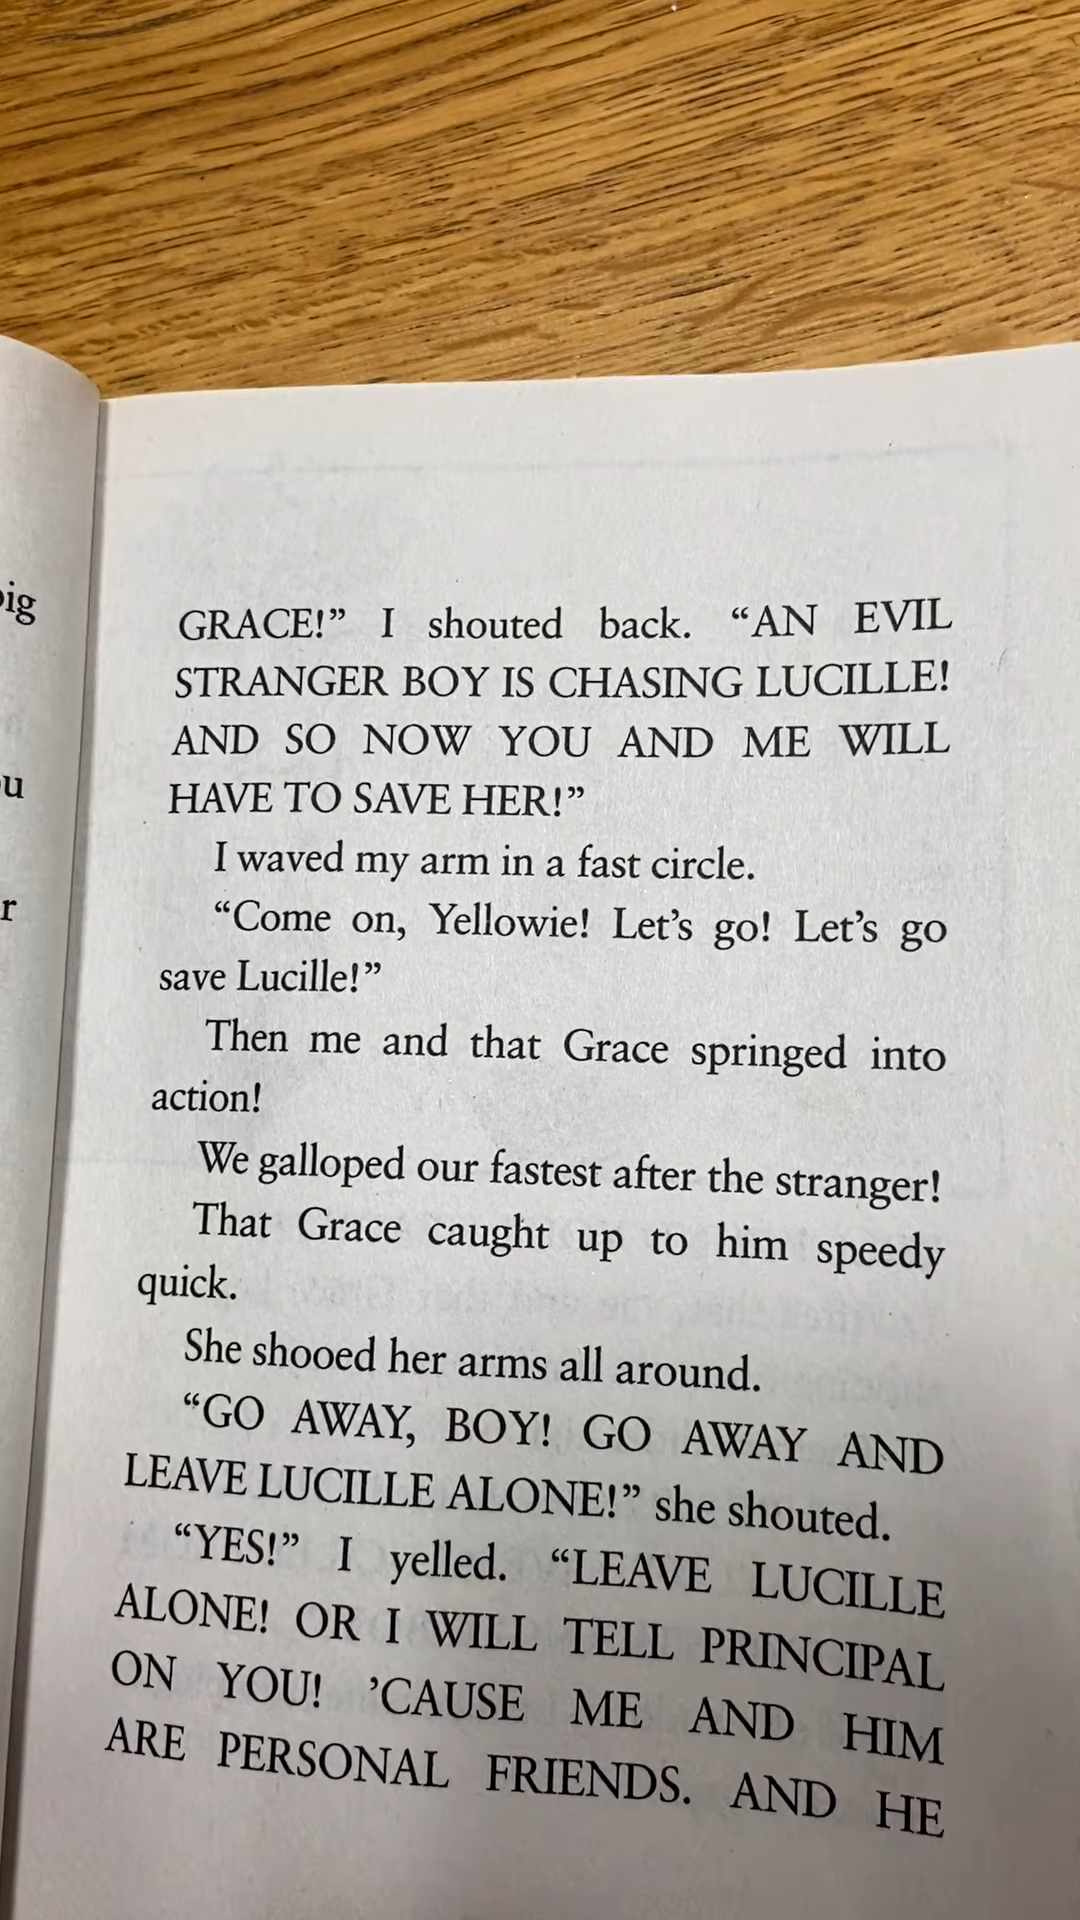 GRACE!” I shouted back. “AN EVIL
STRANGER BOY IS CHASING LUCILLE!
AND SO NOW YOU AND ME WILL
HAVE TO SAVE HER!”
I waved my arm in a fast circle.
“Come on, Yellowie! Let’s go! Let’s go
save Lucille!”
Then me and that Grace springed into
action!
We galloped our fastest after the stranger!
That Grace caught up to him speedy
quick.
She shooed her arms all around.
“GO AWAY, BOY! GO AWAY AND
LEAVE LUCILLE ALONE!” she shouted.
“YES!” I yelled. “LEAVE LUCILLE
ALONE! OR I WILL TELL PRINCIPAL
ON YOU! ’CAUSE ME AND HIM
ARE PERSONAL FRIENDS. AND HE